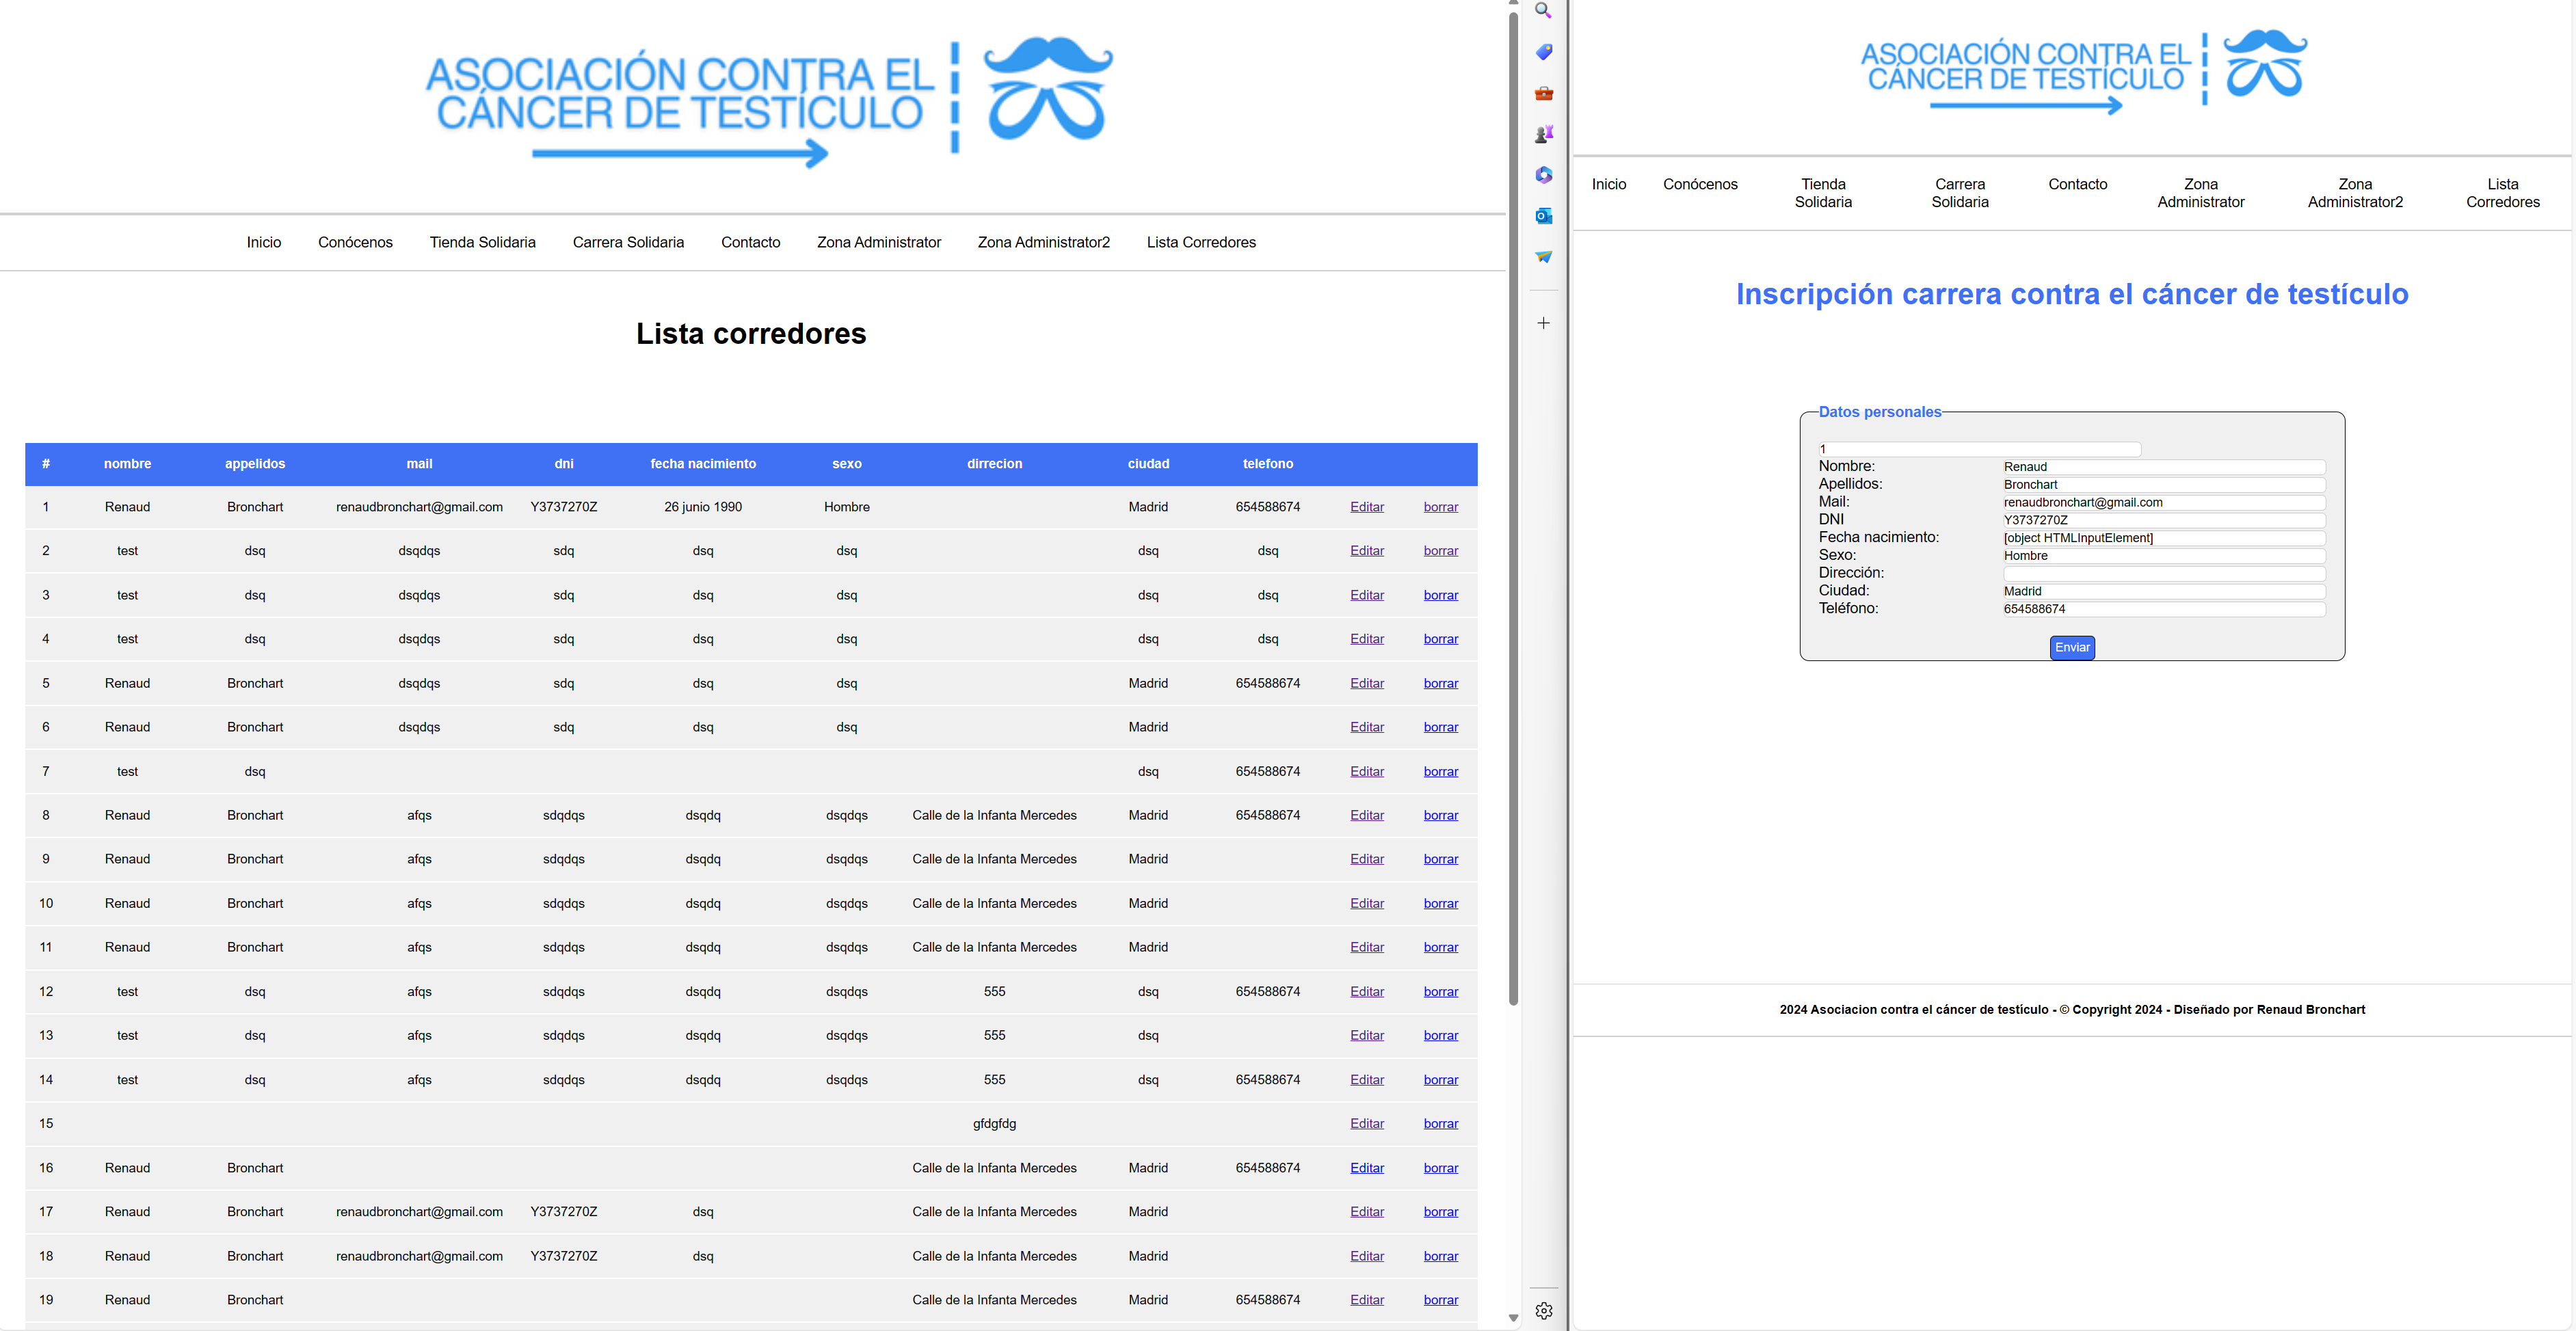 ASOCIACIÓN CONTRA EL
CÁNCER DE TESTÍCULO
Inicio Conócenos Tienda Solidaria Carrera Solidaria Contacto Zona Administrator Zona Administrator2 Lista Corredores
Lista corredores
# nombre appelidos mail dni fecha nacimiento sexo dirrecion ciudad telefono
1 Renaud Bronchart renaudbronchart@gmail.com Y3737270Z 26 junio 1990 Hombre Madrid 654588674 Editar borrar
2 test dsq dsqdqs sdq dsq dsq dsq dsq Editar borrar
3 test dsq dsqdqs sdq dsq dsq dsq dsq Editar borrar
4 test dsq dsqdqs sdq dsq dsq dsq dsq Editar borrar
5 Renaud Bronchart dsqdqs sdq dsq dsq Madrid 654588674 Editar borrar
6 Renaud Bronchart dsqdqs sdq dsq dsq Madrid Editar borrar
7 test dsq dsq 654588674 Editar borrar
8 Renaud Bronchart afqs sdqdqs dsqdq dsqdqs Calle de la Infanta Mercedes Madrid 654588674 Editar borrar
9 Renaud Bronchart afqs sdqdqs dsqdq dsqdqs Calle de la Infanta Mercedes Madrid Editar borrar
10 Renaud Bronchart afqs sdqdqs dsqdq dsqdqs Calle de la Infanta Mercedes Madrid Editar borrar
11 Renaud Bronchart afqs sdqdqs dsqdq dsqdqs Calle de la Infanta Mercedes Madrid Editar borrar
12 test dsq afqs sdqdqs dsqdq dsqdqs 555 dsq 654588674 Editar borrar
13 test dsq afqs sdqdqs dsqdq dsqdqs 555 dsq Editar borrar
14 test dsq afqs sdqdqs dsqdq dsqdqs 555 dsq 654588674 Editar borrar
15 gfdgfdg Editar borrar
16 Renaud Bronchart Calle de la Infanta Mercedes Madrid 654588674 Editar borrar
17 Renaud Bronchart renaudbronchart@gmail.com Y3737270Z dsq Calle de la Infanta Mercedes Madrid Editar borrar
18 Renaud Bronchart renaudbronchart@gmail.com Y3737270Z dsq Calle de la Infanta Mercedes Madrid Editar borrar
19 Renaud Bronchart Calle de la Infanta Mercedes Madrid 654588674 Editar borrar
ASOCIACIÓN CONTRA EL
CÁNCER DE TESTÍCULO
Inicio Conócenos Tienda Carrera Contacto Zona Zona Lista
Solidaria Solidaria Administrator Administrator2 Corredores
Inscripción carrera contra el cáncer de testículo
Datos personales
1
Nombre: Renaud
Apellidos: Bronchart
Mail: renaudbronchart@gmail.com
DNI Y3737270Z
Fecha nacimiento: [object HTMLInputElement]
Sexo: Hombre
Dirección:
Ciudad: Madrid
Teléfono: 654588674
Enviar
2024 Asociacion contra el cáncer de testículo - © Copyright 2024 - Diseñado por Renaud Bronchart